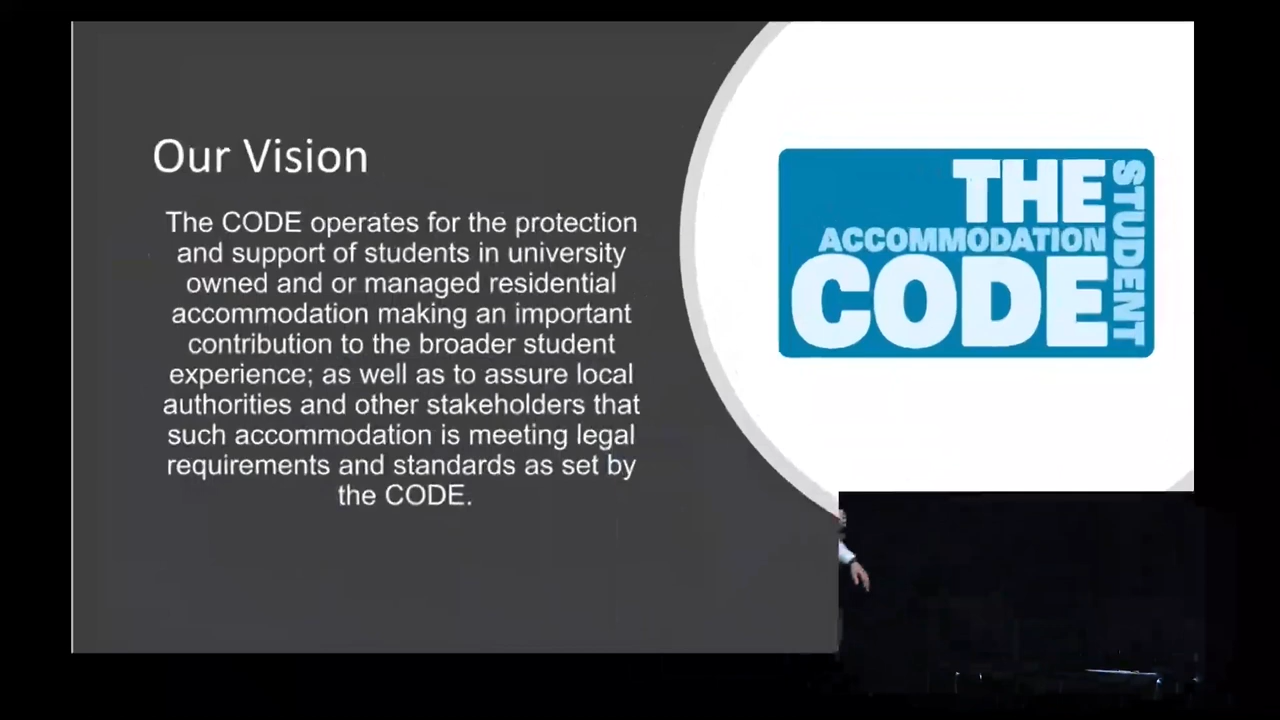 Our Vision
The CODE operates for the protection
and support of students in university
owned and or managed residential
accommodation making an important
contribution to the broader student
experience; as well as to assure local
authorities and other stakeholders that
such accommodation is meeting legal
requirements and standards as set by
the CODE.
THE
STUDENT
ACCOMMODATION
CODE